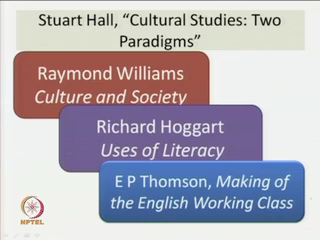 Stuart Hall, “Cultural Studies: Two
Paradigms”
Raymond Williams
Culture and Society
Richard Hoggart
Uses of Literacy
E P Thomson, Making of
the English Working Class
NPTEL